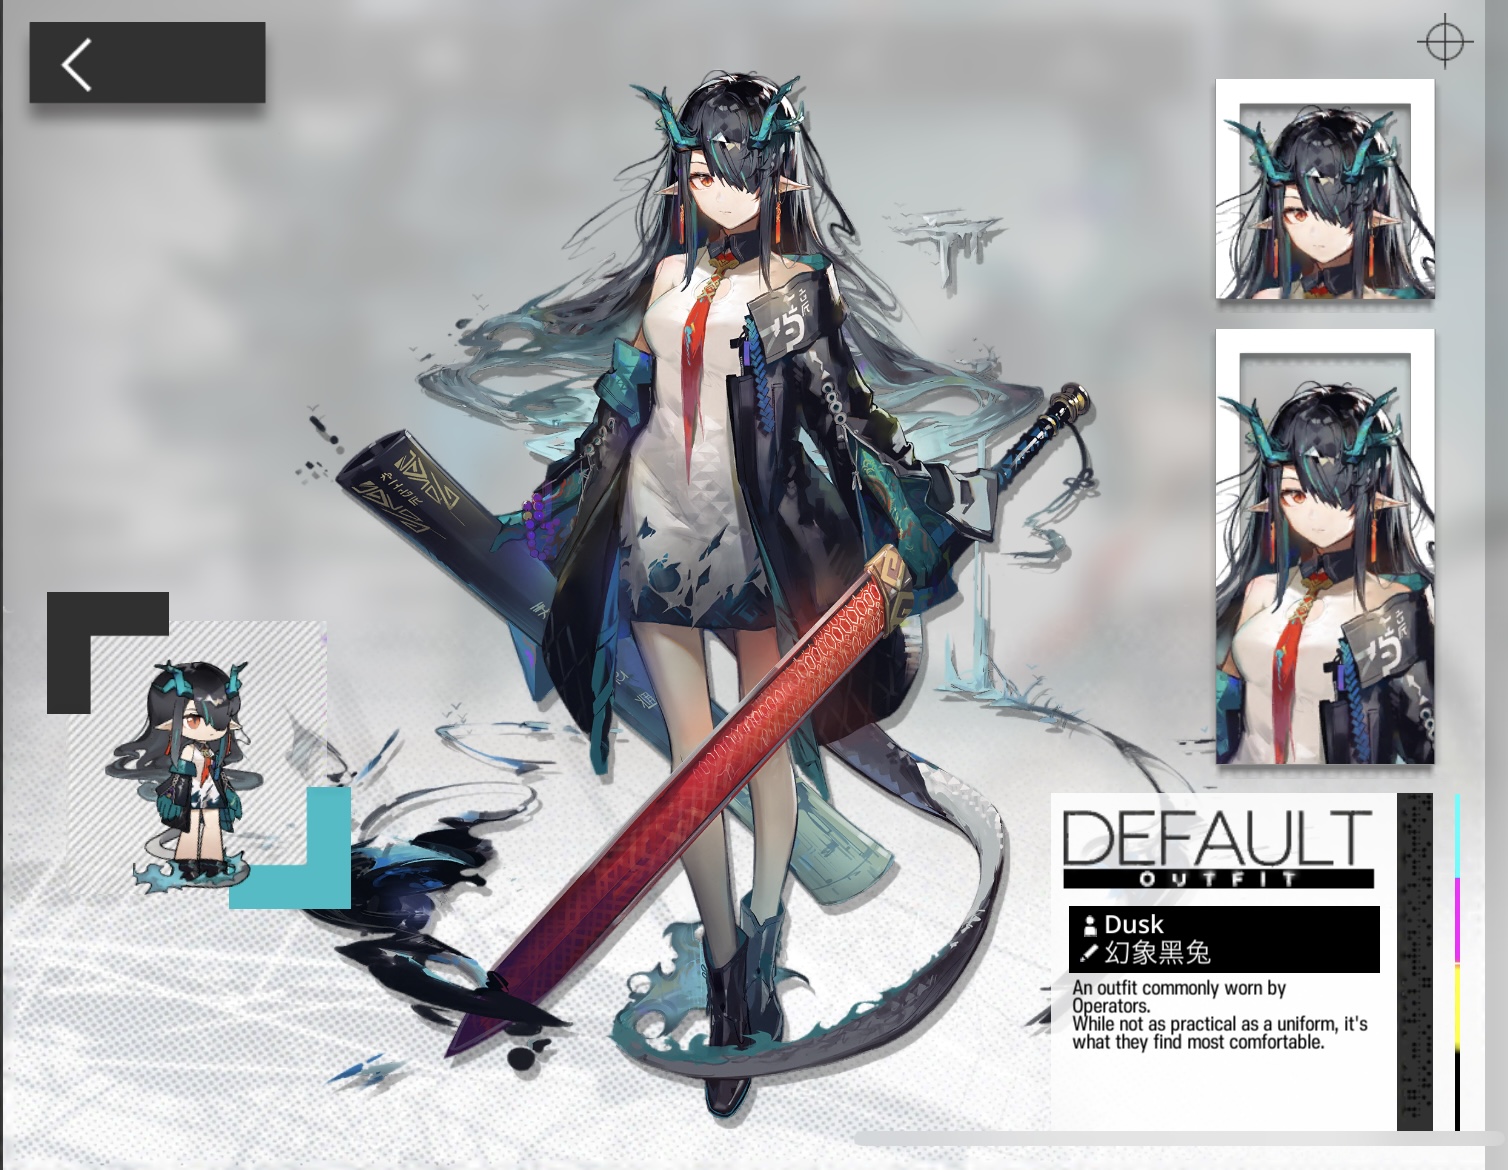 DEFAULT
OUTFIT
Dusk
幻象黑兔
An outfit commonly worn by
Operators.
While not as practical as a uniform, it's
what they find most comfortable.